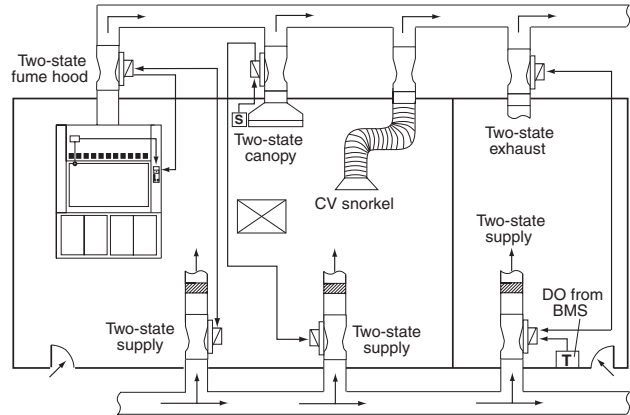 Two-state
fume hood
S
Two-state
canopy
CV snorkel
Two-state
exhaust
Two-state
supply
DO from
BMS
Two-state
supply
Two-state
supply
T